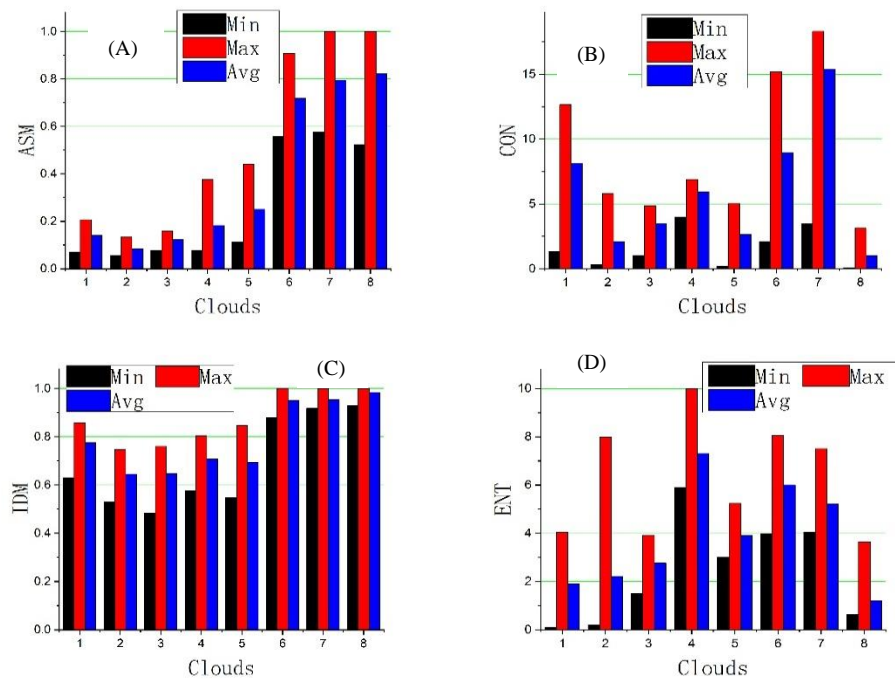 (A)
Min
Max
Avg
1.0
0.8
0.6
0.4
0.2
0.0
ASM
1 2 3 4 5 6 7 8
Clouds
(B)
Min
Max
Avg
15
10
5
0
CON
1 2 3 4 5 6 7 8
Clouds
(C)
Min Max
Avg
1.0
0.8
0.6
0.4
0.2
0.0
IDM
1 2 3 4 5 6 7 8
Clouds
(D)
Min Max
Avg
10
8
6
4
2
0
ENT
1 2 3 4 5 6 7 8
Clouds